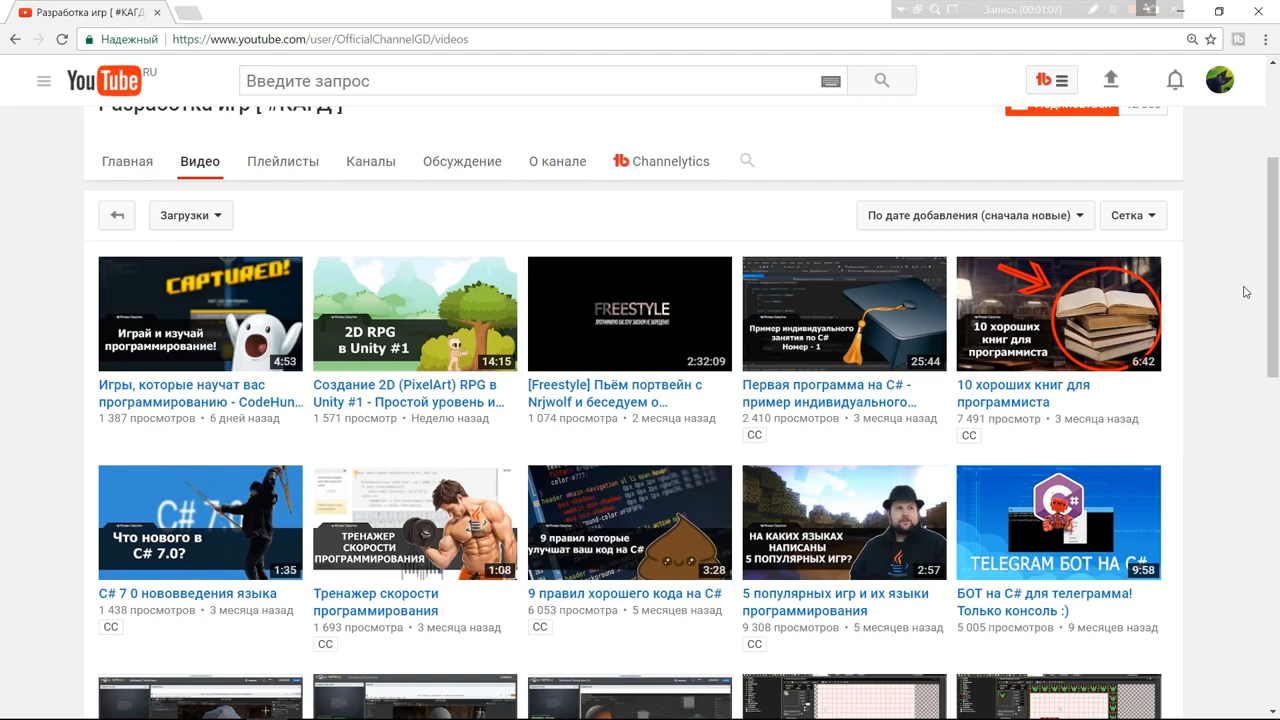 Разработка игр [ #КАГД
Запись [00:01:07]
Надежный
https://www.youtube.com/user/OfficialChannelGD/videos
YouTube RU
Введите запрос
Разработка игр [ #КАГД ]
Главная
Видео
Плейлисты
Каналы
Обсуждение
О канале
Channelytics
Загрузки
По дате добавления (сначала новые)
Сетка
CAPTURED!
Играй и изучай
программирование!
4:53
Игры, которые научат вас
программированию - CodeHun...
1 387 просмотров • 6 дней назад
2D RPG
в Unity #1
14:15
Создание 2D (PixelArt) RPG в
Unity #1 - Простой уровень и...
1 571 просмотр • Неделю назад
FREESTYLE
2:32:09
[Freestyle] Пьём портвейн с
Nrjwolf и беседуем о...
1 074 просмотра • 2 месяца назад
Пример индивидуального
занятия по C#
Номер - 1
25:44
Первая программа на C# -
пример индивидуального...
2 410 просмотров • 3 месяца назад
CC
10 хороших
книг для
программиста
6:42
10 хороших книг для
программиста
7 491 просмотр • 3 месяца назад
CC
C# 7.0
Что нового в
C# 7.0?
1:35
C# 7 0 нововведения языка
1 438 просмотров • 3 месяца назад
CC
ТРЕНАЖЕР
СКОРОСТИ
ПРОГРАММИРОВАНИЯ
1:08
Тренажер скорости
программирования
1 693 просмотра • 3 месяца назад
CC
9 правил которые
улучшат ваш код на C#
3:28
9 правил хорошего кода на C#
6 053 просмотра • 5 месяцев назад
CC
НА КАКИХ ЯЗЫКАХ
НАПИСАНЫ
5 ПОПУЛЯРНЫХ ИГР?
2:57
5 популярных игр и их языки
программирования
9 308 просмотров • 5 месяцев назад
CC
TELEGRAM БОТ НА C#
9:58
БОТ на C# для телеграмма!
Только консоль :)
5 005 просмотров • 9 месяцев назад